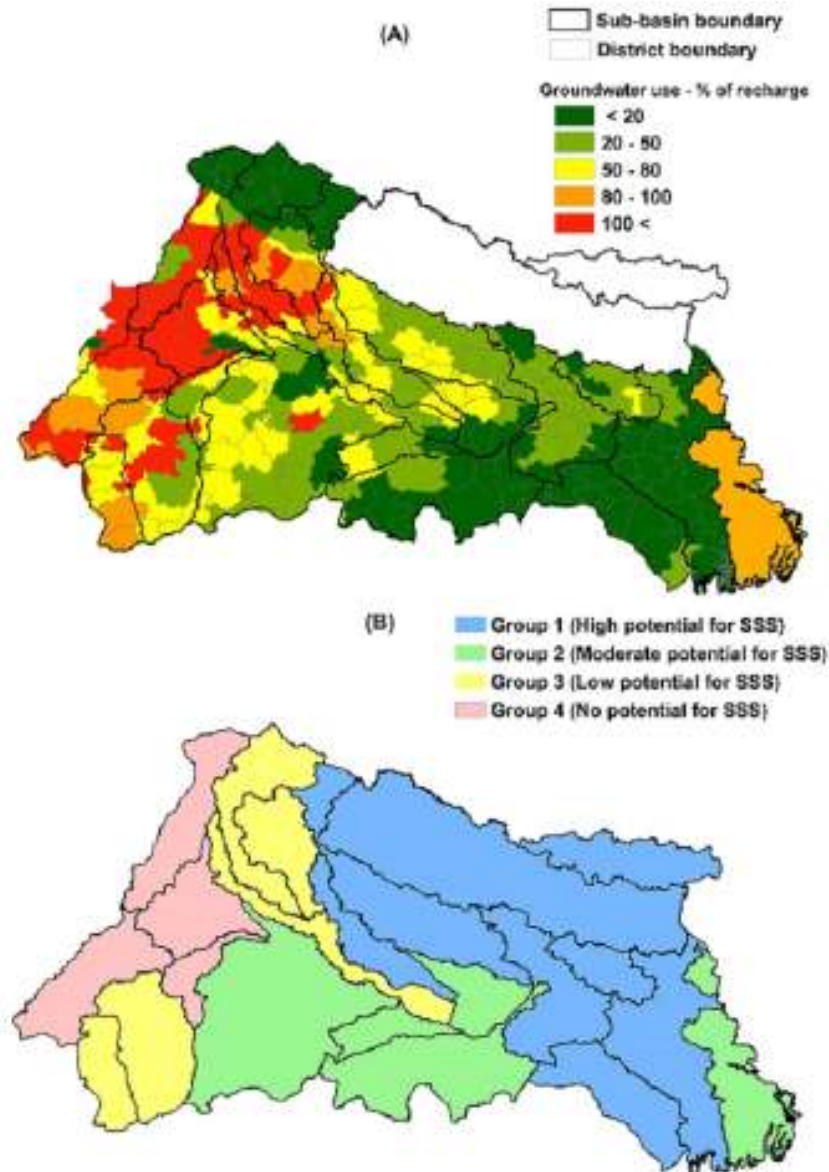 (A)
Sub-basin boundary
District boundary
Groundwater use - % of recharge
< 20
20 - 50
50 - 80
80 - 100
100 <
(B)
Group 1 (High potential for SSS)
Group 2 (Moderate potential for SSS)
Group 3 (Low potential for SSS)
Group 4 (No potential for SSS)